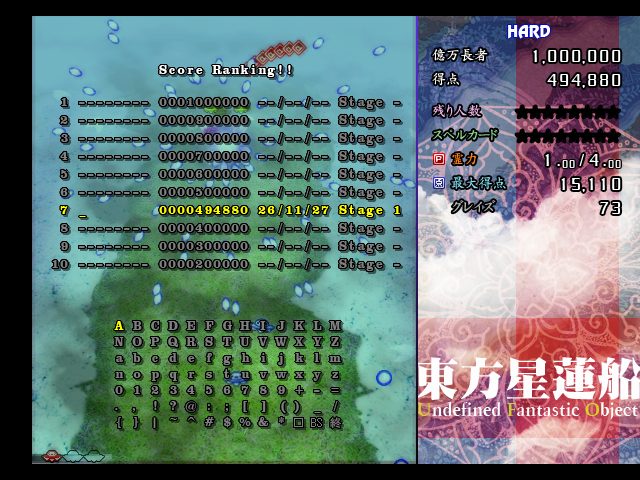 Score Ranking!!
1 -------- 0001000000 --/--/-- Stage -
2 -------- 0000900000 --/--/-- Stage -
3 -------- 0000800000 --/--/-- Stage -
4 -------- 0000700000 --/--/-- Stage -
5 -------- 0000600000 --/--/-- Stage -
6 -------- 0000500000 --/--/-- Stage -
7 _ 0000494880 26/11/27 Stage 1
8 -------- 0000400000 --/--/-- Stage -
9 -------- 0000300000 --/--/-- Stage -
10 -------- 0000200000 --/--/-- Stage -
A B C D E F G H I J K L M
N O P Q R S T U V W X Y Z
a b c d e f g h i j k l m
n o p q r s t u v w x y z
0 1 2 3 4 5 6 7 8 9 + - =
. , ! ? @ : ; [ ] ( ) _ /
{ } | ~ ^ # $ % & * □ BS 終
HARD
億万長者 1,000,000
得点 494,880
残り人数 ★★★★★★★★
スペルカード ★★★★★★★★
P 霊力 1.00/4.00
点 最大得点 15,110
グレイズ 73
東方星蓮船
Undefined Fantastic Object